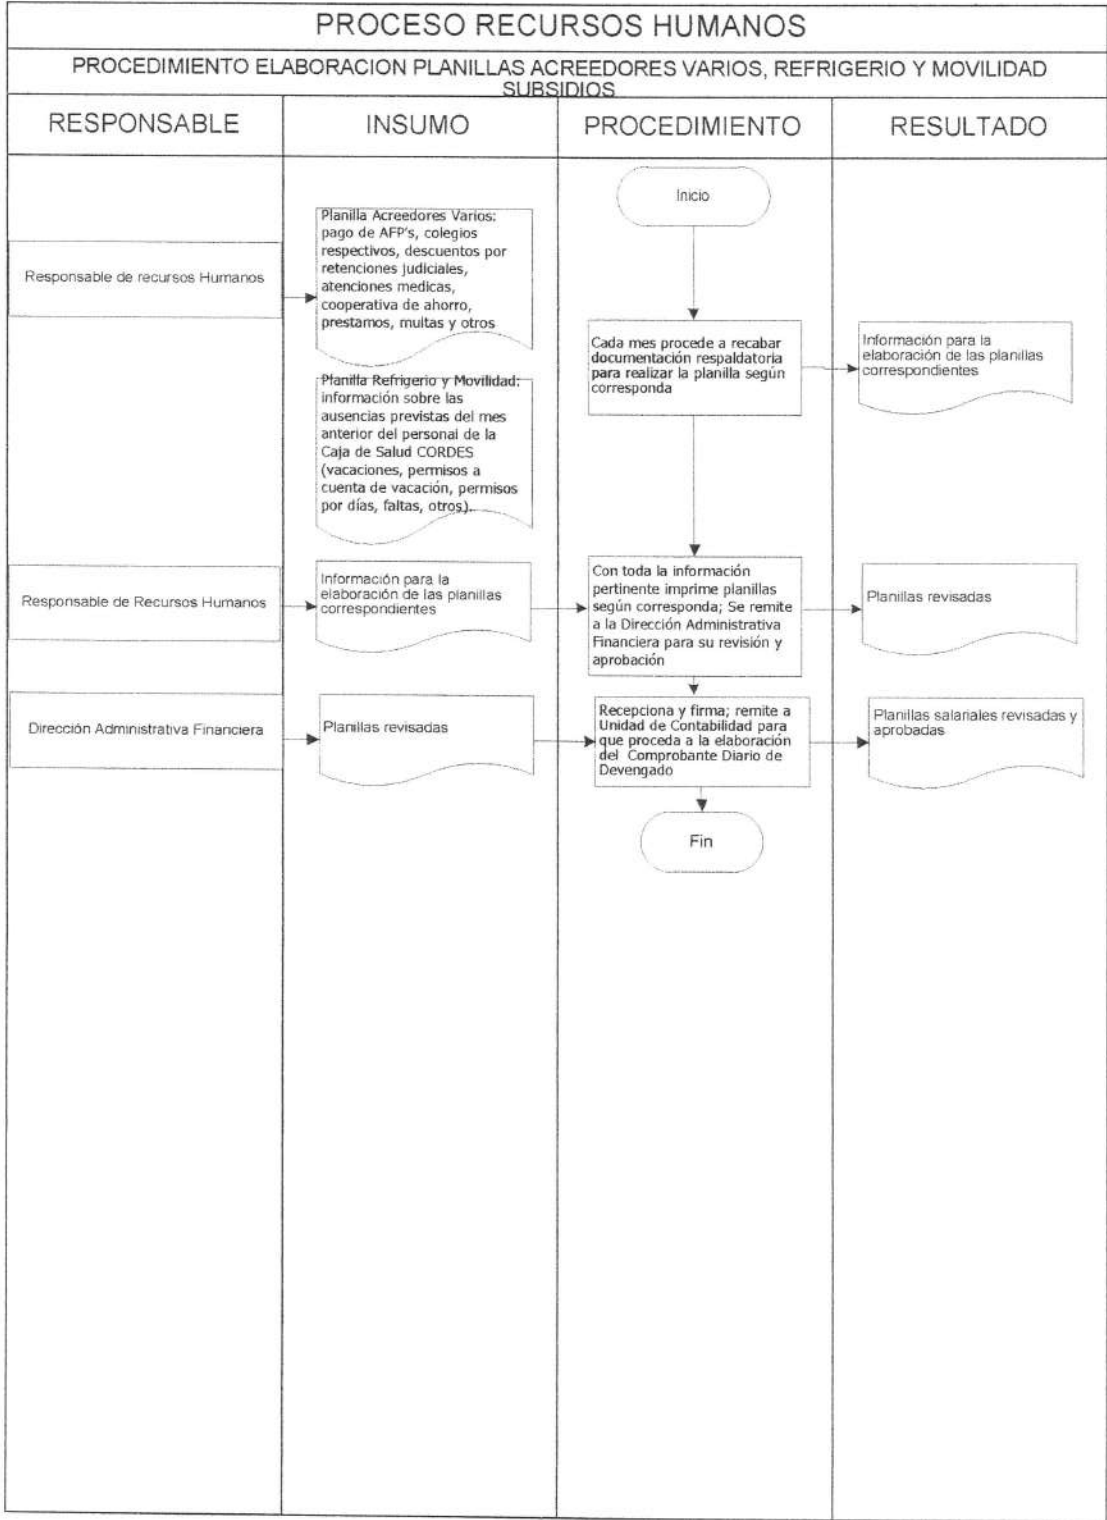 PROCESO RECURSOS HUMANOS
PROCEDIMIENTO ELABORACION PLANILLAS ACREEDORES VARIOS, REFRIGERIO Y MOVILIDAD
SUBSIDIOS
RESPONSABLE
INSUMO
PROCEDIMIENTO
RESULTADO
Inicio
Responsable de recursos Humanos
Planilla Acreedores Varios:
pago de AFP's, colegios
respectivos, descuentos por
retenciones judiciales,
atenciones medicas,
cooperativa de ahorro,
prestamos, multas y otros
Planilla Refrigerio y Movilidad:
información sobre las
ausencias previstas del mes
anterior del personal de la
Caja de Salud CORDES
(vacaciones, permisos a
cuenta de vacación, permisos
por días, faltas, otros).
Cada mes procede a recabar
documentación respaldatoria
para realizar la planilla según
corresponda
Información para la
elaboración de las planillas
correspondientes
Responsable de Recursos Humanos
Información para la
elaboración de las planillas
correspondientes
Con toda la información
pertinente imprime planillas
según corresponda; Se remite
a la Dirección Administrativa
Financiera para su revisión y
aprobación
Planillas revisadas
Dirección Administrativa Financiera
Planillas revisadas
Recepciona y firma; remite a
Unidad de Contabilidad para
que proceda a la elaboración
del Comprobante Diario de
Devengado
Planillas salariales revisadas y
aprobadas
Fin